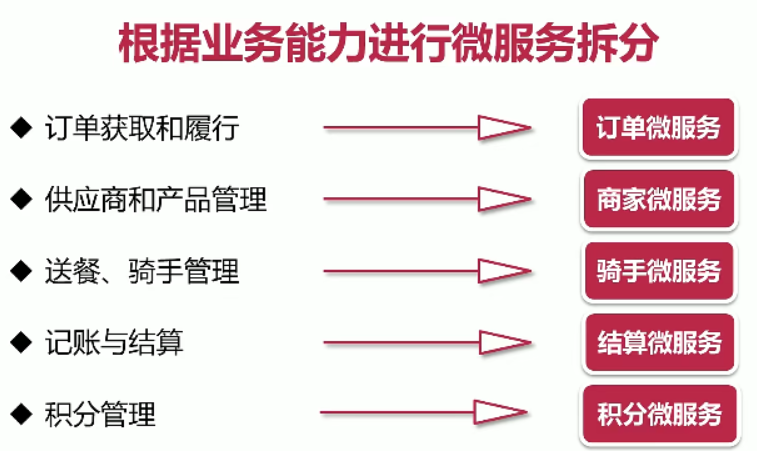 根据业务能力进行微服务拆分
◆ 订单获取和履行 订单微服务
◆ 供应商和产品管理 商家微服务
◆ 送餐、骑手管理 骑手微服务
◆ 记账与结算 结算微服务
◆ 积分管理 积分微服务